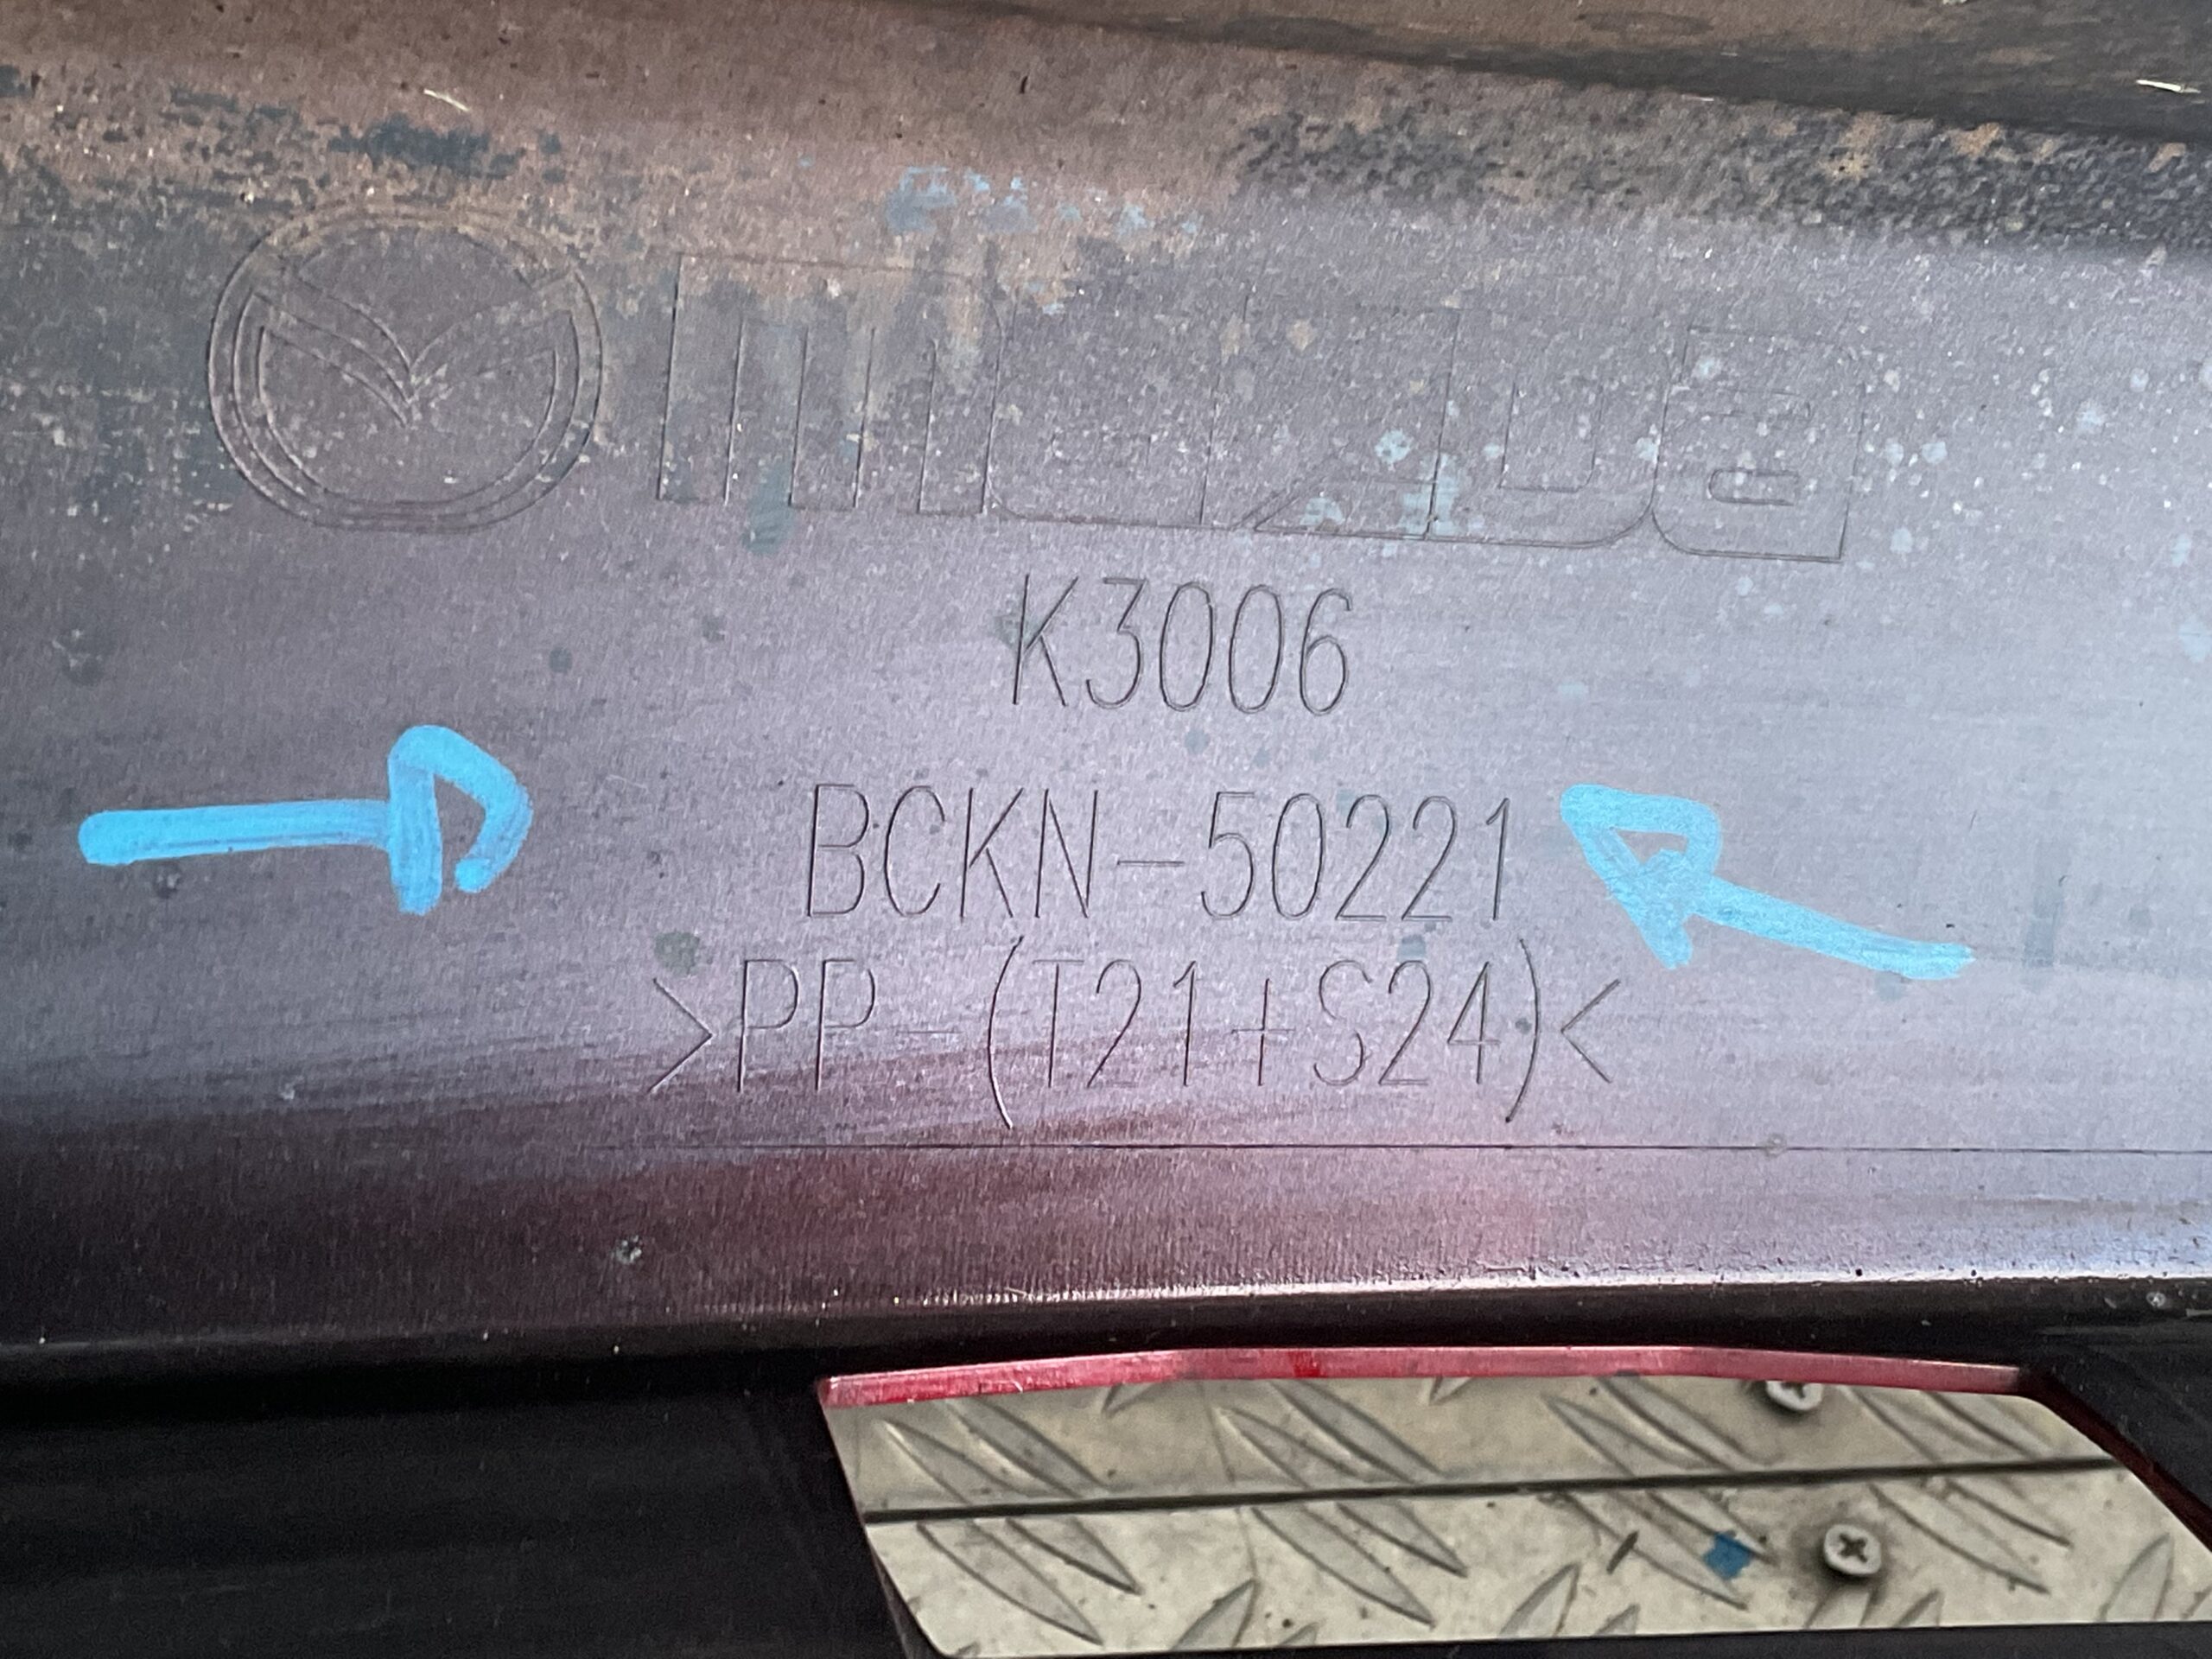 mazda
K3006
BCKN-50221
>PP-(T21+S24)<